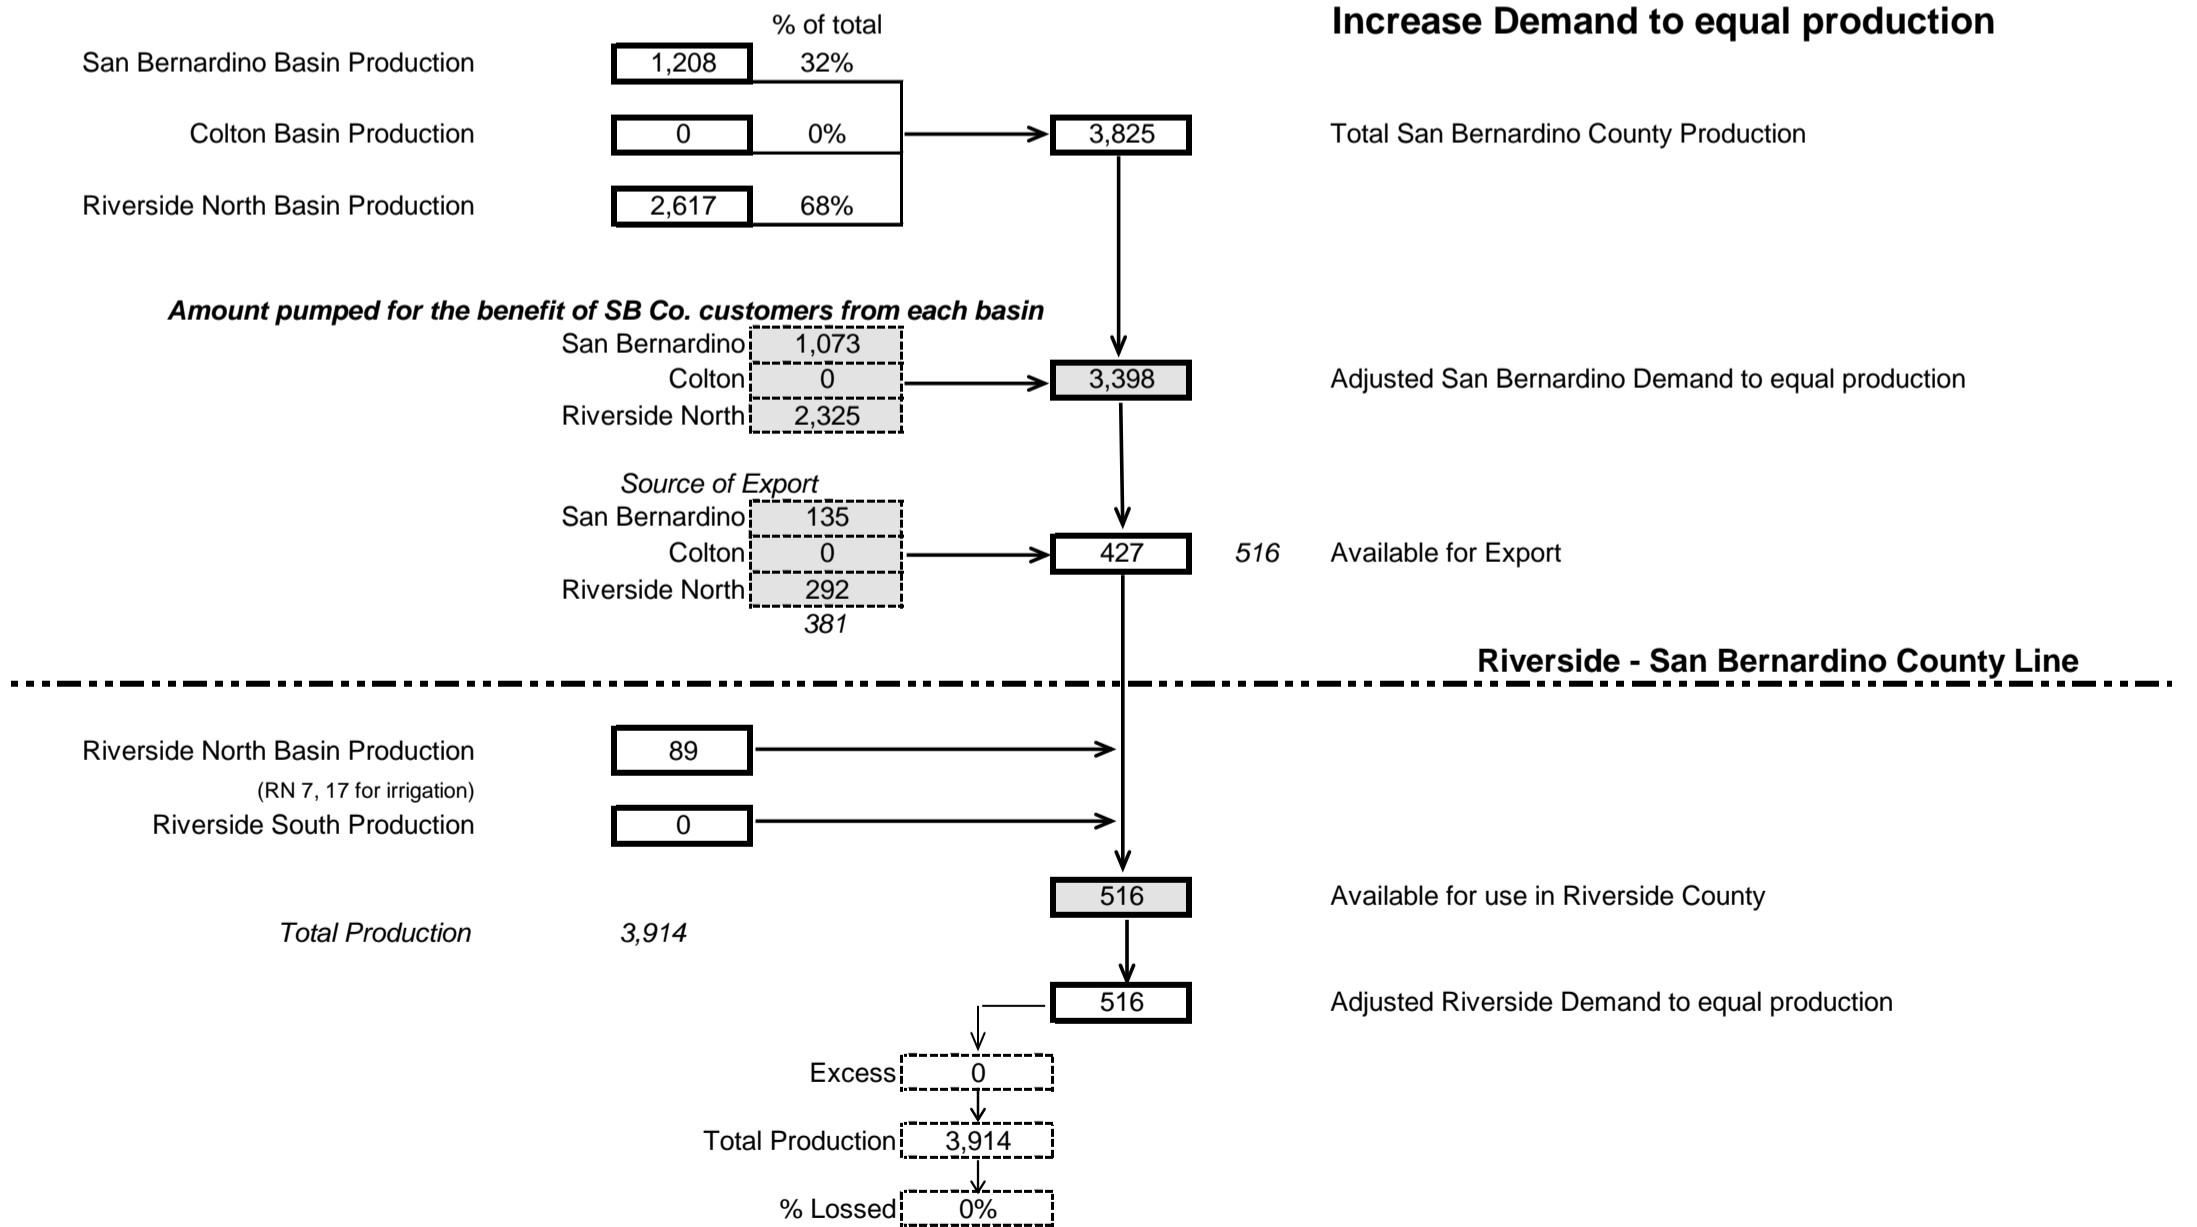 % of total
Increase Demand to equal production
San Bernardino Basin Production 1,208 32%
Colton Basin Production 0 0% 3,825 Total San Bernardino County Production
Riverside North Basin Production 2,617 68%
Amount pumped for the benefit of SB Co. customers from each basin
San Bernardino 1,073
Colton 0 3,398 Adjusted San Bernardino Demand to equal production
Riverside North 2,325
Source of Export
San Bernardino 135
Colton 0 427 516 Available for Export
Riverside North 292
381
Riverside - San Bernardino County Line
Riverside North Basin Production 89
(RN 7, 17 for irrigation)
Riverside South Production 0
516 Available for use in Riverside County
Total Production 3,914
516 Adjusted Riverside Demand to equal production
Excess 0
Total Production 3,914
% Lossed 0%